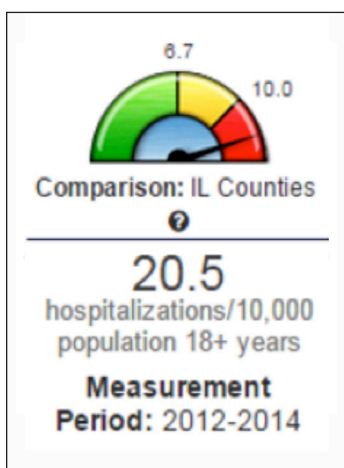 6.7
10.0
Comparison: IL Counties
?
20.5
hospitalizations/10,000
population 18+ years
Measurement
Period: 2012-2014